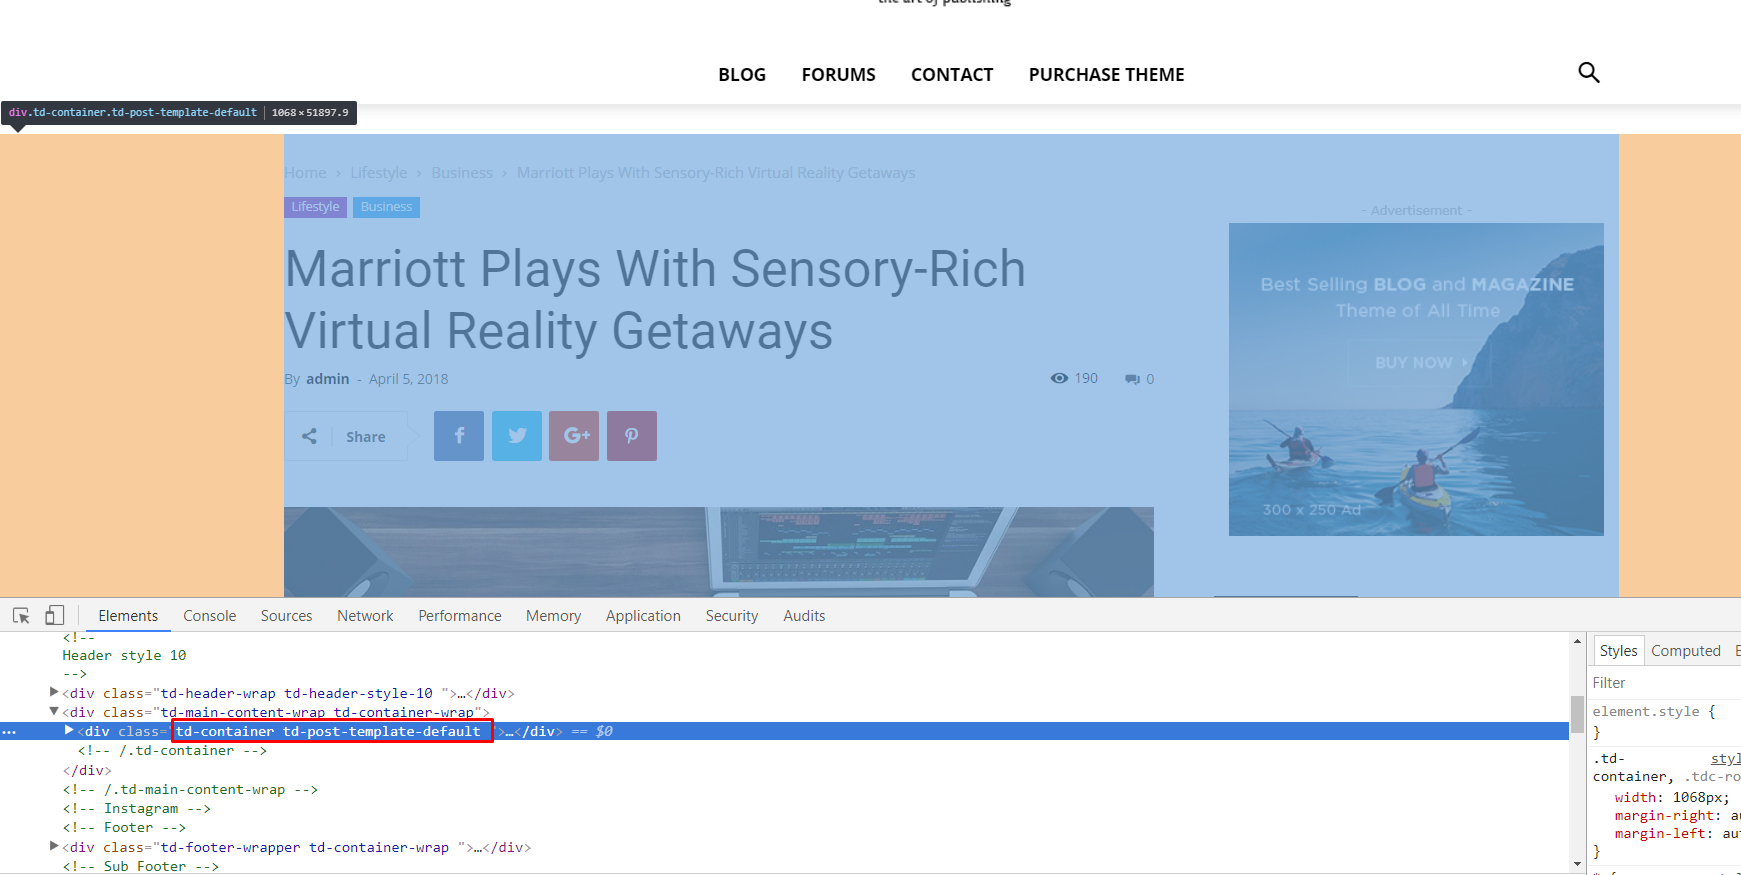 the art of publishing
BLOG FORUMS CONTACT PURCHASE THEME
div.td-container.td-post-template-default | 1068×51897.9
Home › Lifestyle › Business › Marriott Plays With Sensory-Rich Virtual Reality Getaways
Lifestyle Business
- Advertisement -
Marriott Plays With Sensory-Rich
Virtual Reality Getaways
Best Selling BLOG and MAGAZINE
Theme of All Time
BUY NOW
300 x 250 Ad
By admin - April 5, 2018 190 0
Share
Elements Console Sources Network Performance Memory Application Security Audits
<!--
Header style 10
-->
<div class="td-header-wrap td-header-style-10 ">…</div>
<div class="td-main-content-wrap td-container-wrap">
<div class="td-container td-post-template-default ">…</div> == $0
<!-- /.td-container -->
</div>
<!-- /.td-main-content-wrap -->
<!-- Instagram -->
<!-- Footer -->
<div class="td-footer-wrapper td-container-wrap ">…</div>
<!-- Sub Footer -->
Styles Computed E
Filter
element.style {
}
.td- styl
container, .tdc-ro
width: 1068px;
margin-right: au
margin-left: aut
}